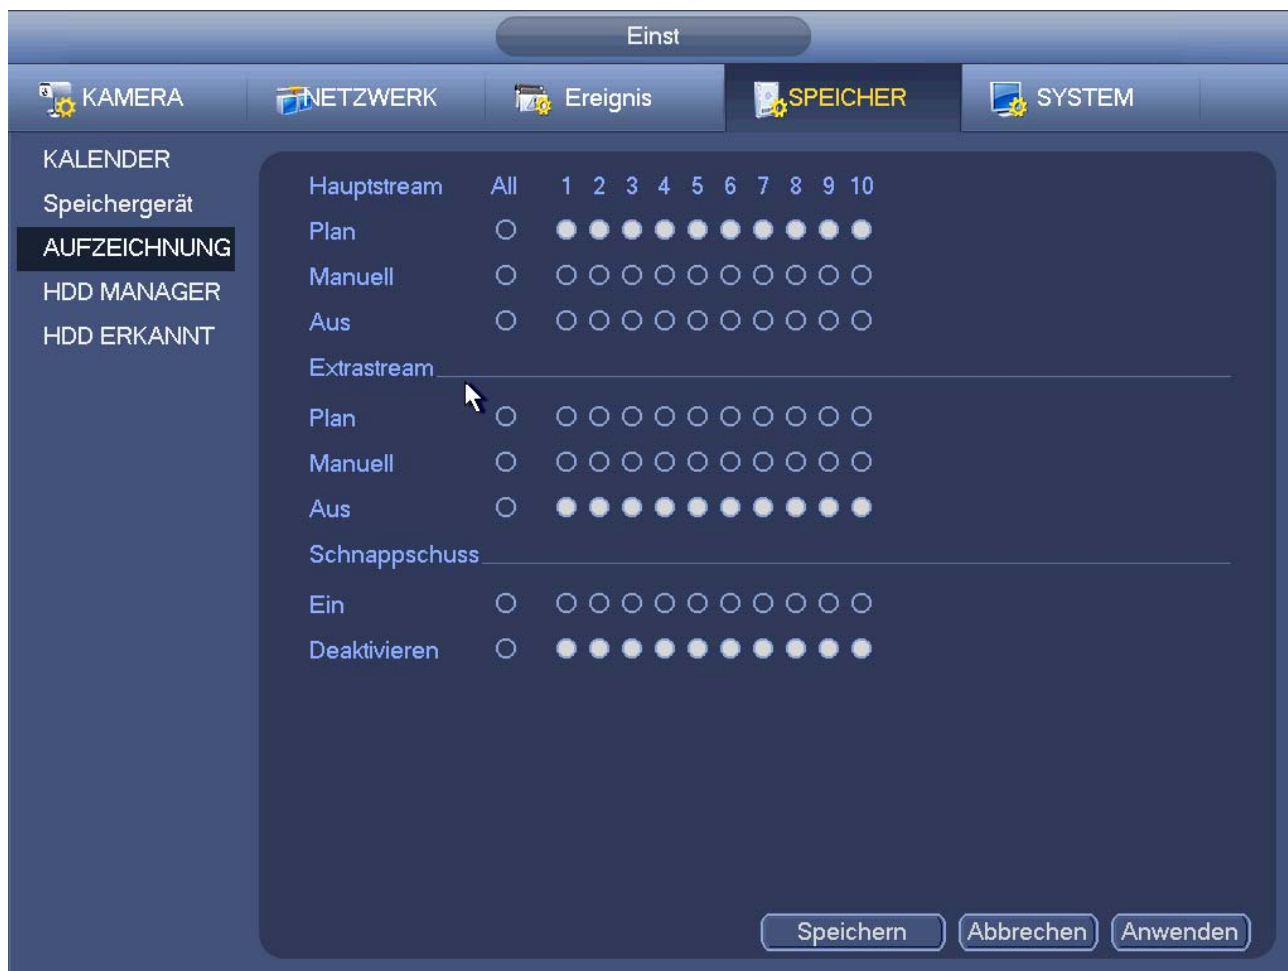 Einst
KAMERA NETZWERK Ereignis SPEICHER SYSTEM
KALENDER
Speichergerät
AUFZEICHNUNG
HDD MANAGER
HDD ERKANNT
Hauptstream All 1 2 3 4 5 6 7 8 9 10
Plan
Manuell
Aus
Extrastream
Plan
Manuell
Aus
Schnappschuss
Ein
Deaktivieren
Speichern Abbrechen Anwenden